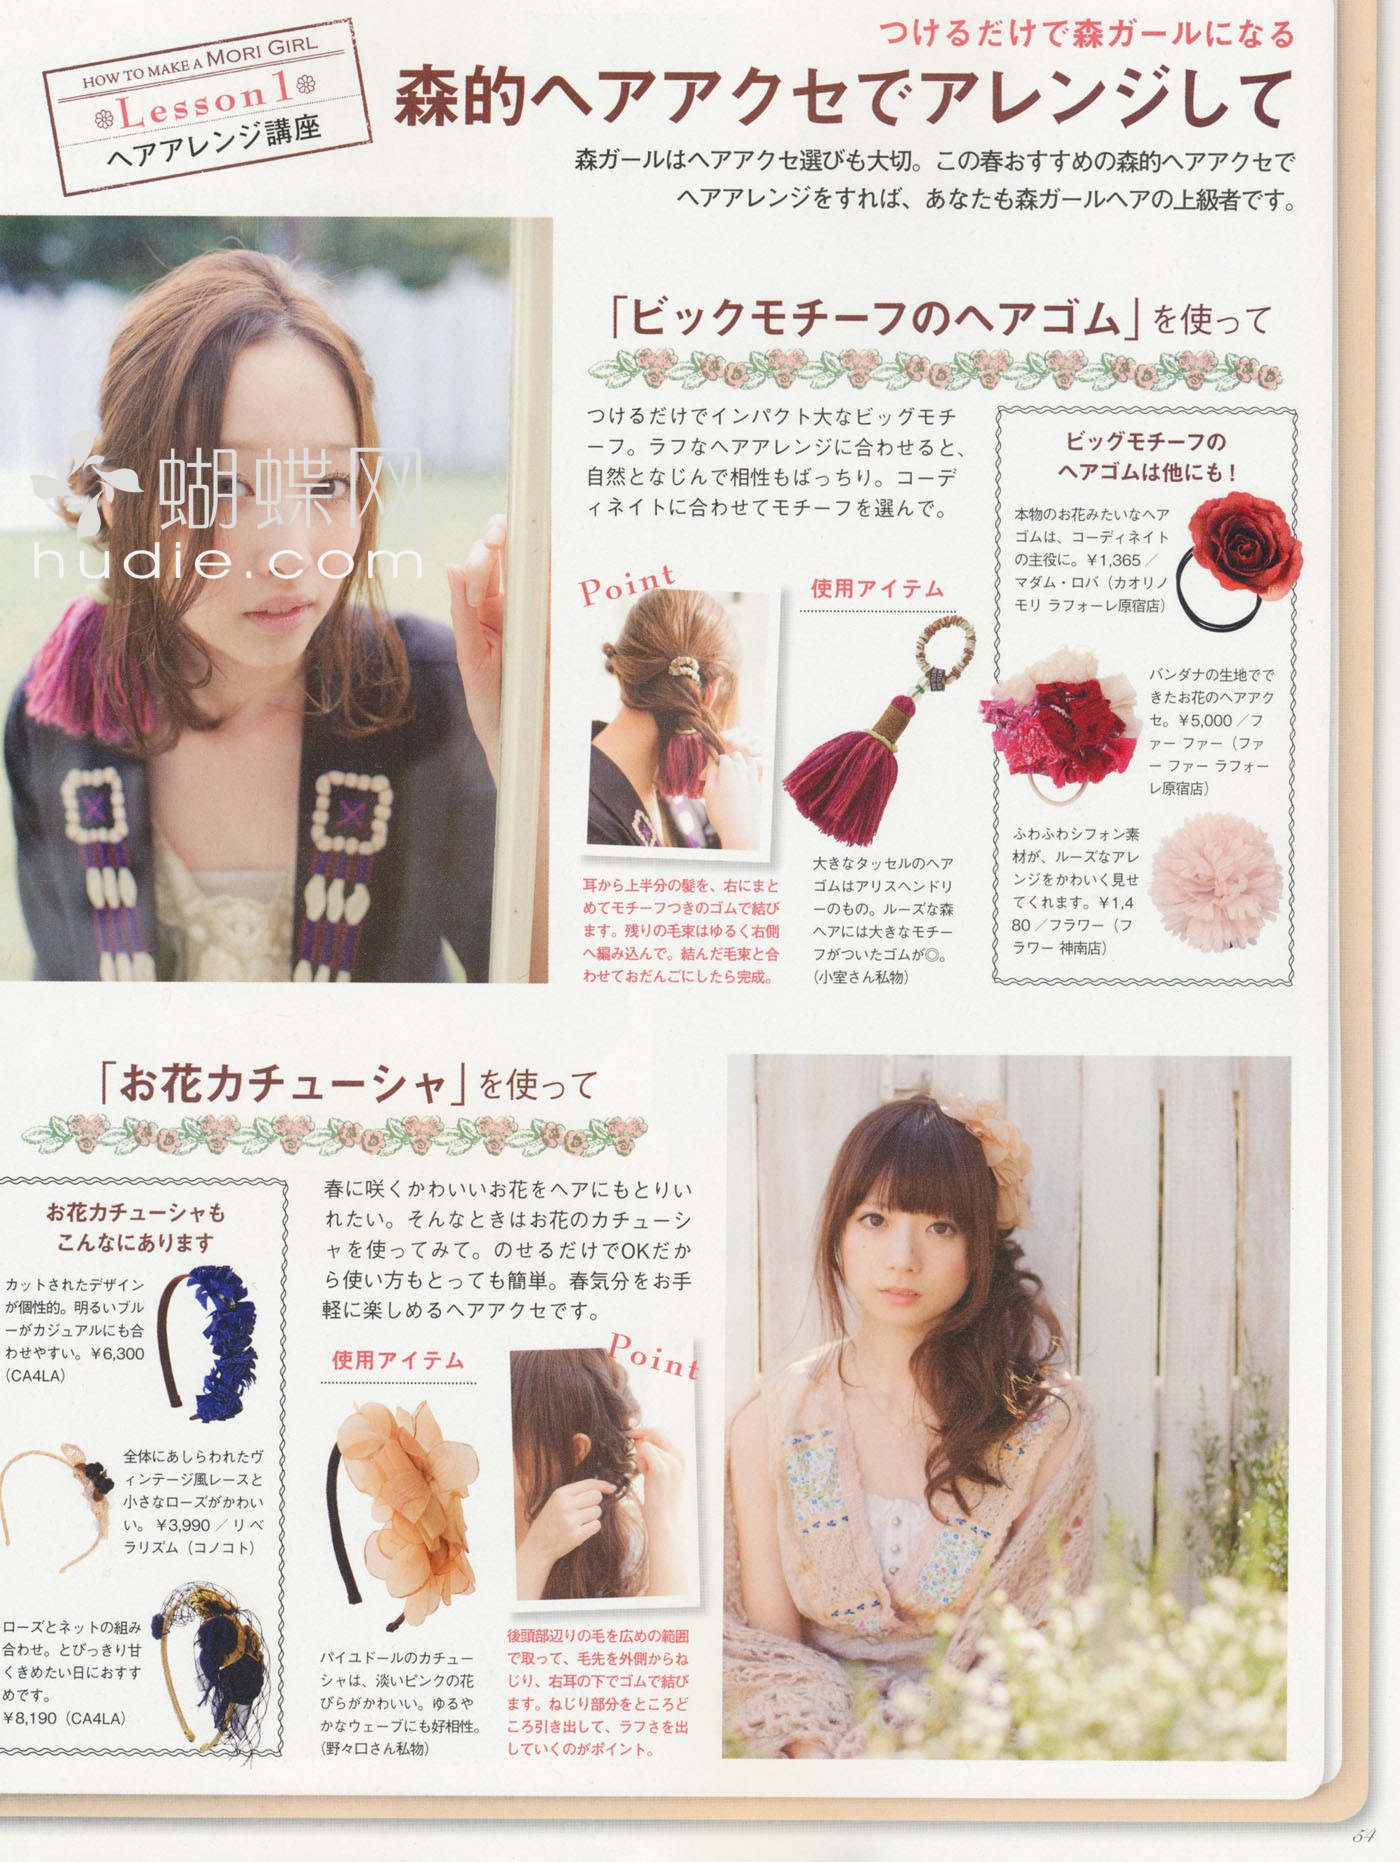 HOW TO MAKE A MORI GIRL
Lesson 1
ヘアアレンジ講座
つけるだけで森ガールになる
森的ヘアアクセでアレンジして
森ガールはヘアアクセ選びも大切。この春おすすめの森的ヘアアクセで
ヘアアレンジをすれば、あなたも森ガールヘアの上級者です。
蝴蝶网
hudie.com
「ビックモチーフのヘアゴム」を使って
つけるだけでインパクト大なビッグモチ
ーフ。ラフなヘアアレンジに合わせると、
自然となじんで相性もばっちり。コーデ
ィネイトに合わせてモチーフを選んで。
Point
耳から上半分の髪を、右にまと
めてモチーフつきのゴムで結び
ます。残りの毛束はゆるく右側
へ編み込んで。結んだ毛束と合
わせておだんごにしたら完成。
使用アイテム
大きなタッセルのヘア
ゴムはアリスヘンドリ
ーのもの。ルーズな森
ヘアには大きなモチー
フがついたゴムが◎。
(小室さん私物)
ビッグモチーフの
ヘアゴムは他にも!
本物のお花みたいなヘア
ゴムは、コーディネイト
の主役に。¥1,365/
マダム・ロバ(カオリノ
モリ ラフォーレ原宿店)
バンダナの生地でで
きたお花のヘアアク
セ。¥5,000/フ
ァー ファー(ファ
ー ファー ラフォー
レ原宿店)
ふわふわシフォン素
材が、ルーズなアレ
ンジをかわいく見せ
てくれます。¥1,4
80/フラワー(フ
ラワー 神南店)
「お花カチューシャ」を使って
お花カチューシャも
こんなにあります
カットされたデザイン
が個性的。明るいブル
ーがカジュアルにも合
わせやすい。¥6,300
(CA4LA)
全体にあしらわれたヴ
ィンテージ風レースと
小さなローズがかわい
い。¥3,990/リベ
ラリズム(コノコト)
ローズとネットの組み
合わせ。とびっきり甘
くきめたい日におすす
めです。
¥8,190(CA4LA)
春に咲くかわいいお花をヘアにもとりい
れたい。そんなときはお花のカチューシ
ャを使ってみて。のせるだけでOKだか
ら使い方もとっても簡単。春気分をお手
軽に楽しめるヘアアクセです。
使用アイテム
パイユドールのカチュー
シャは、淡いピンクの花
びらがかわいい。ゆるや
かなウェーブにも好相性。
(野々口さん私物)
Point
後頭部辺りの毛を広めの範囲
で取って、毛先を外側からね
じり、右耳の下でゴムで結び
ます。ねじり部分をところど
ころ引き出して、ラフさを出
していくのがポイント。
54